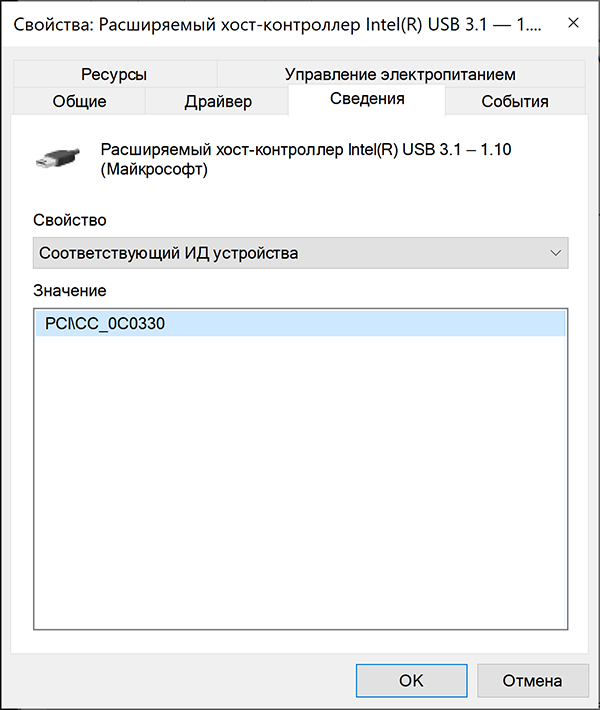 Свойства: Расширяемый хост-контроллер Intel(R) USB 3.1 — 1....
Ресурсы
Управление электропитанием
Общие
Драйвер
Сведения
События
Расширяемый хост-контроллер Intel(R) USB 3.1 – 1.10
(Майкрософт)
Свойство
Соответствующий ИД устройства
Значение
PCI\CC_0C0330
OK
Отмена